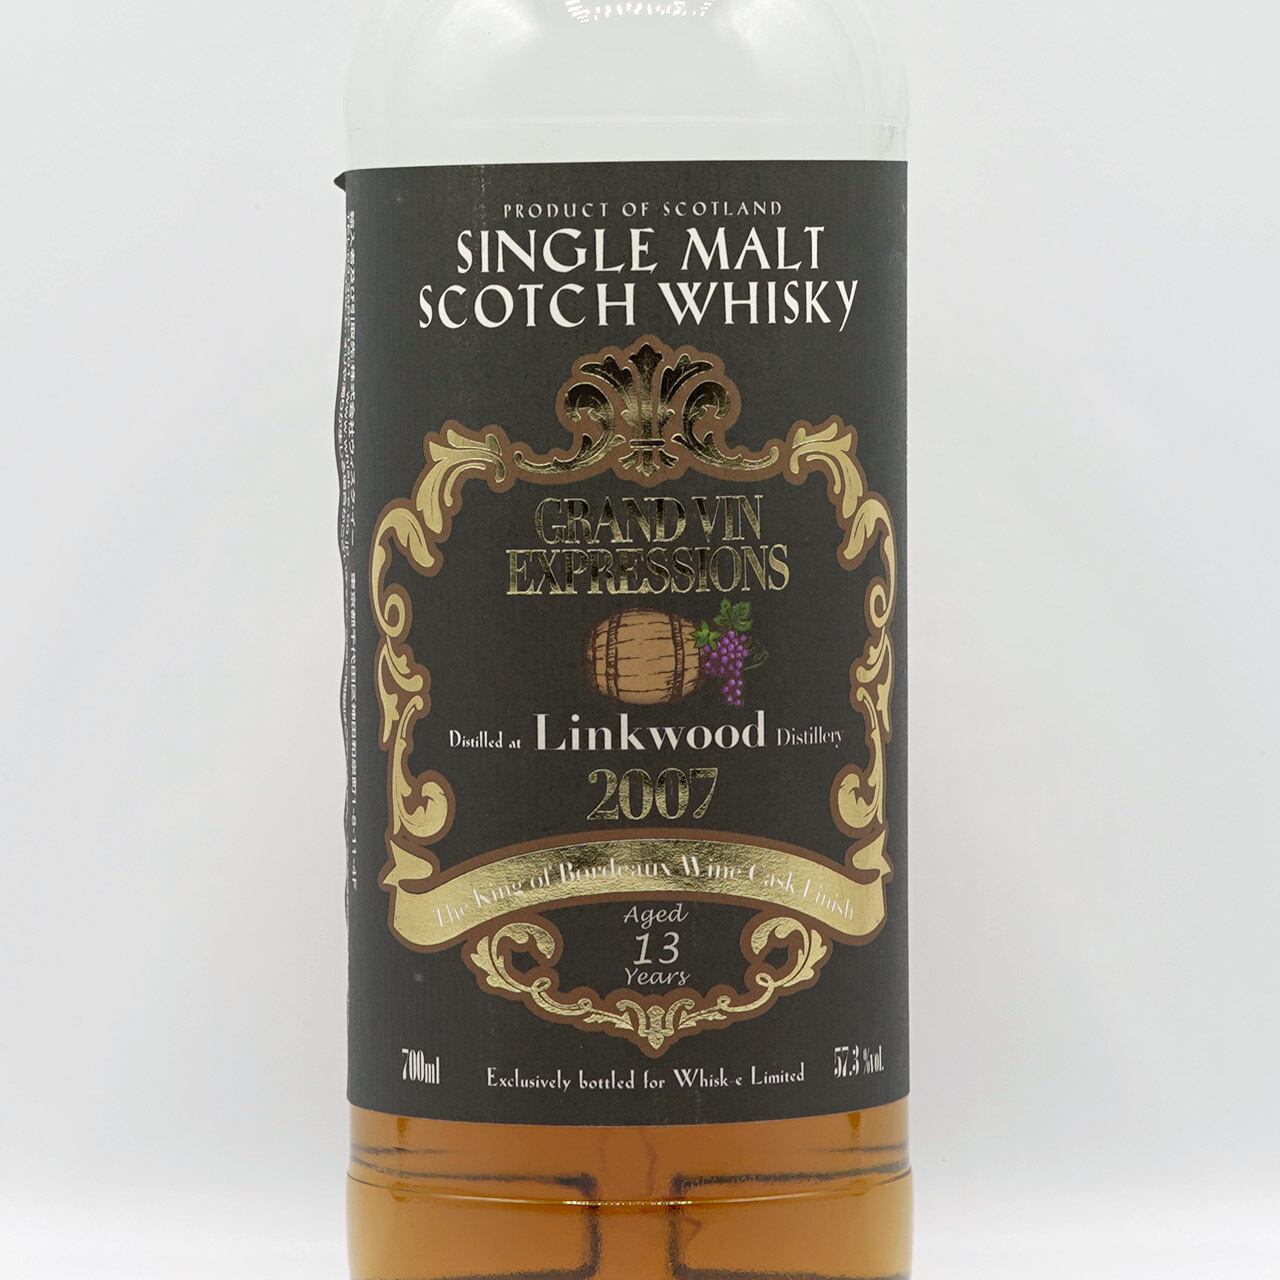 PRODUCT OF SCOTLAND
SINGLE MALT
SCOTCH WHISKY
GRAND VIN
EXPRESSIONS
Distilled at Linkwood Distillery
2007
The King of Bordeaux Wine Cask Finish
Aged
13
Years
700ml
Exclusively bottled for Whisk-e Limited
57.3 %vol.